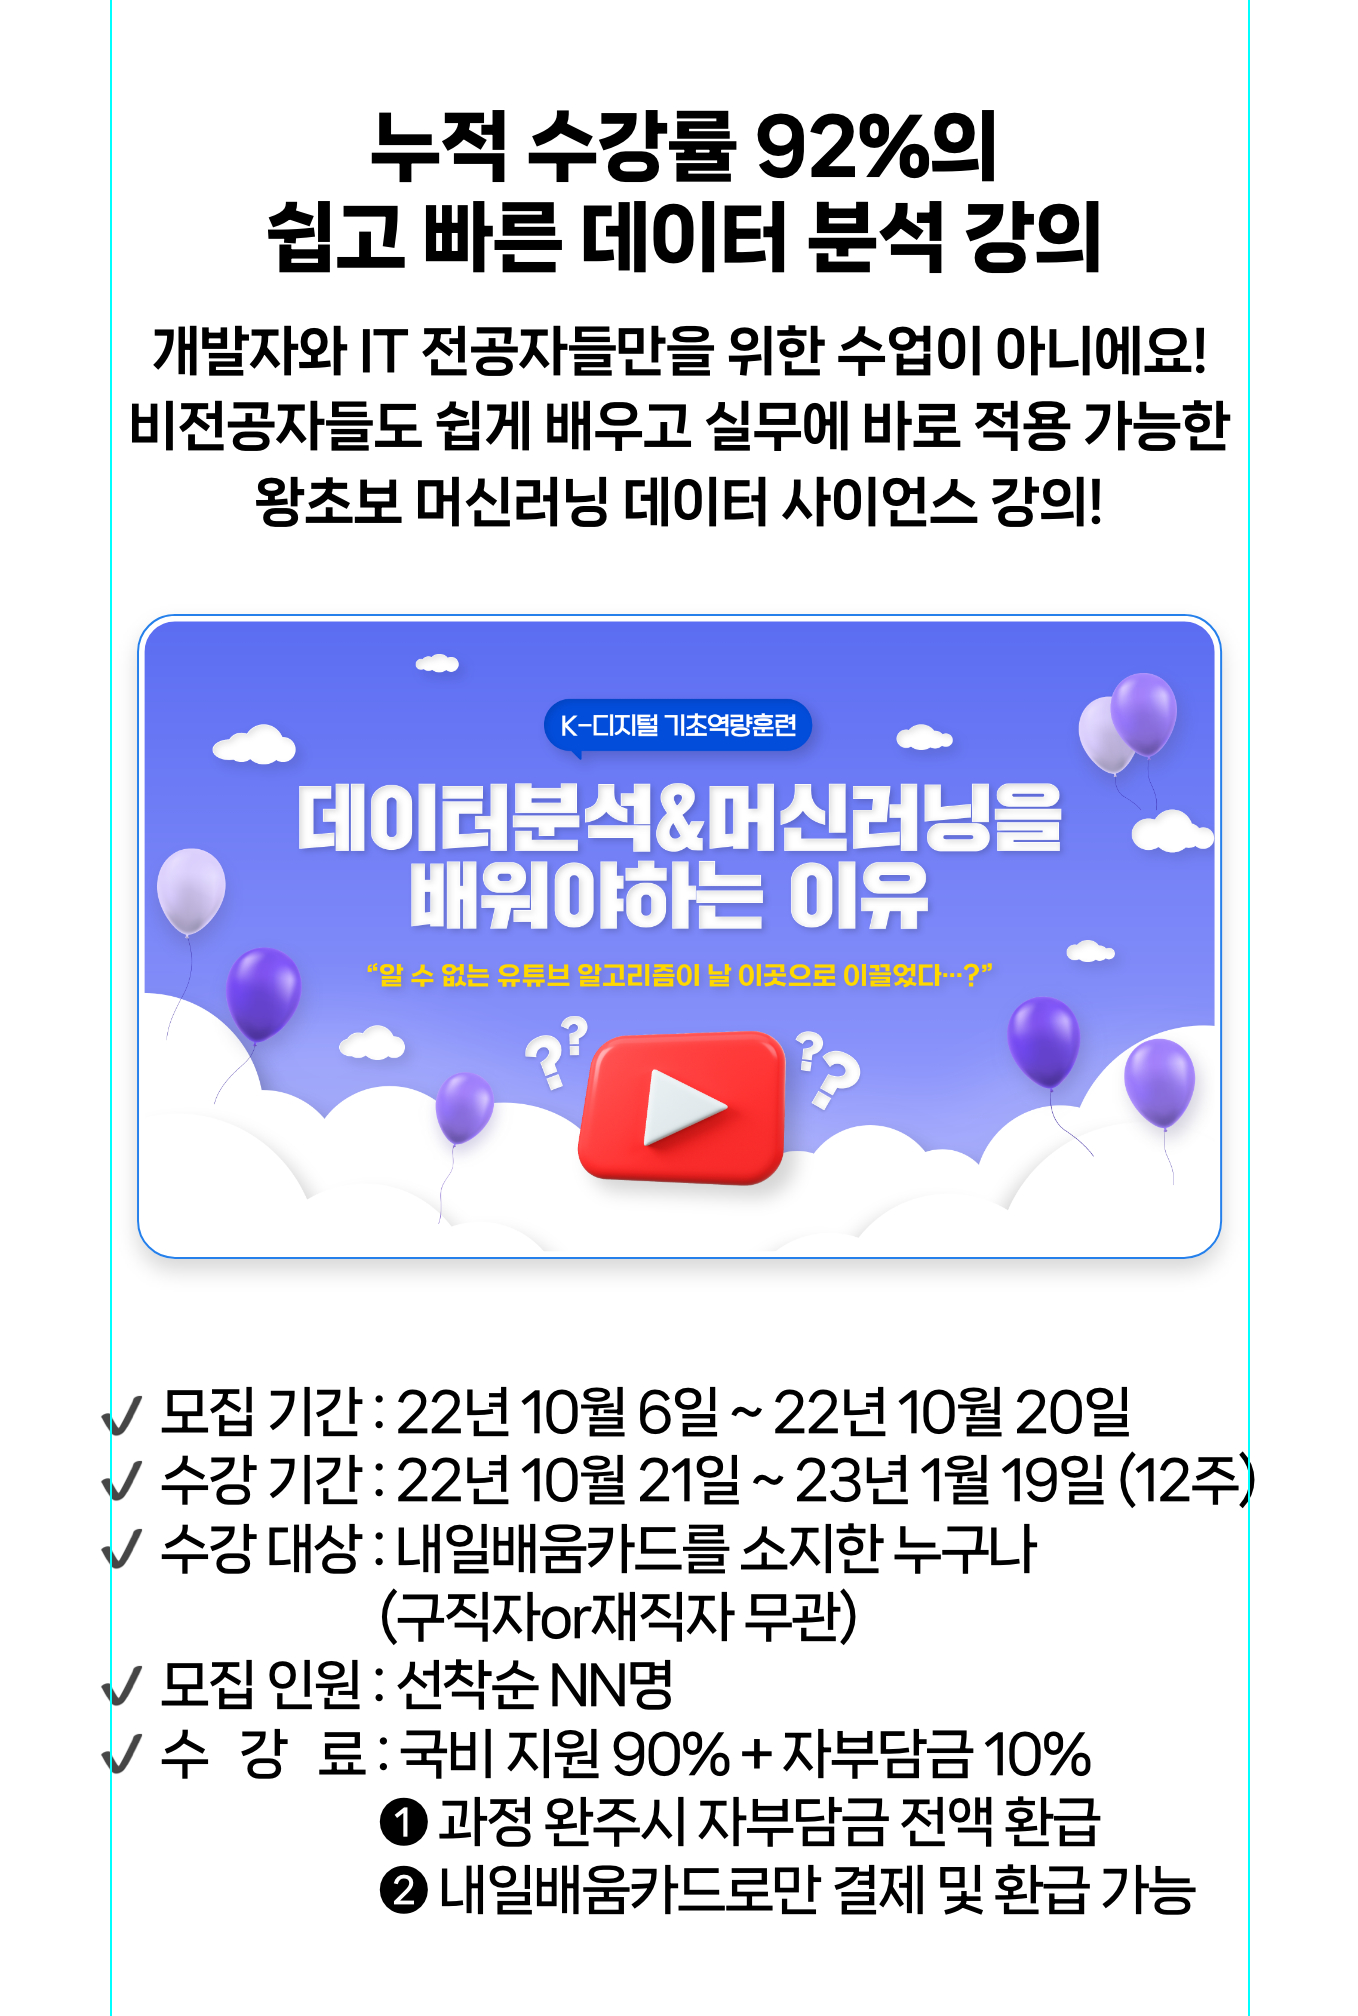 누적 수강률 92%의
쉽고 빠른 데이터 분석 강의
개발자와 IT 전공자들만을 위한 수업이 아니에요!
비전공자들도 쉽게 배우고 실무에 바로 적용 가능한
왕초보 머신러닝 데이터 사이언스 강의!
K-디지털 기초역량훈련
데이터분석&머신러닝을
배워야하는 이유
“알 수 없는 유튜브 알고리즘이 날 이곳으로 이끌었다…?”
??
??
✓ 모집 기간 : 22년 10월 6일 ~ 22년 10월 20일
✓ 수강 기간 : 22년 10월 21일 ~ 23년 1월 19일 (12주)
✓ 수강 대상 : 내일배움카드를 소지한 누구나
(구직자or재직자 무관)
✓ 모집 인원 : 선착순 NN명
✓ 수 강 료 : 국비 지원 90% + 자부담금 10%
❶ 과정 완주시 자부담금 전액 환급
❷ 내일배움카드로만 결제 및 환급 가능